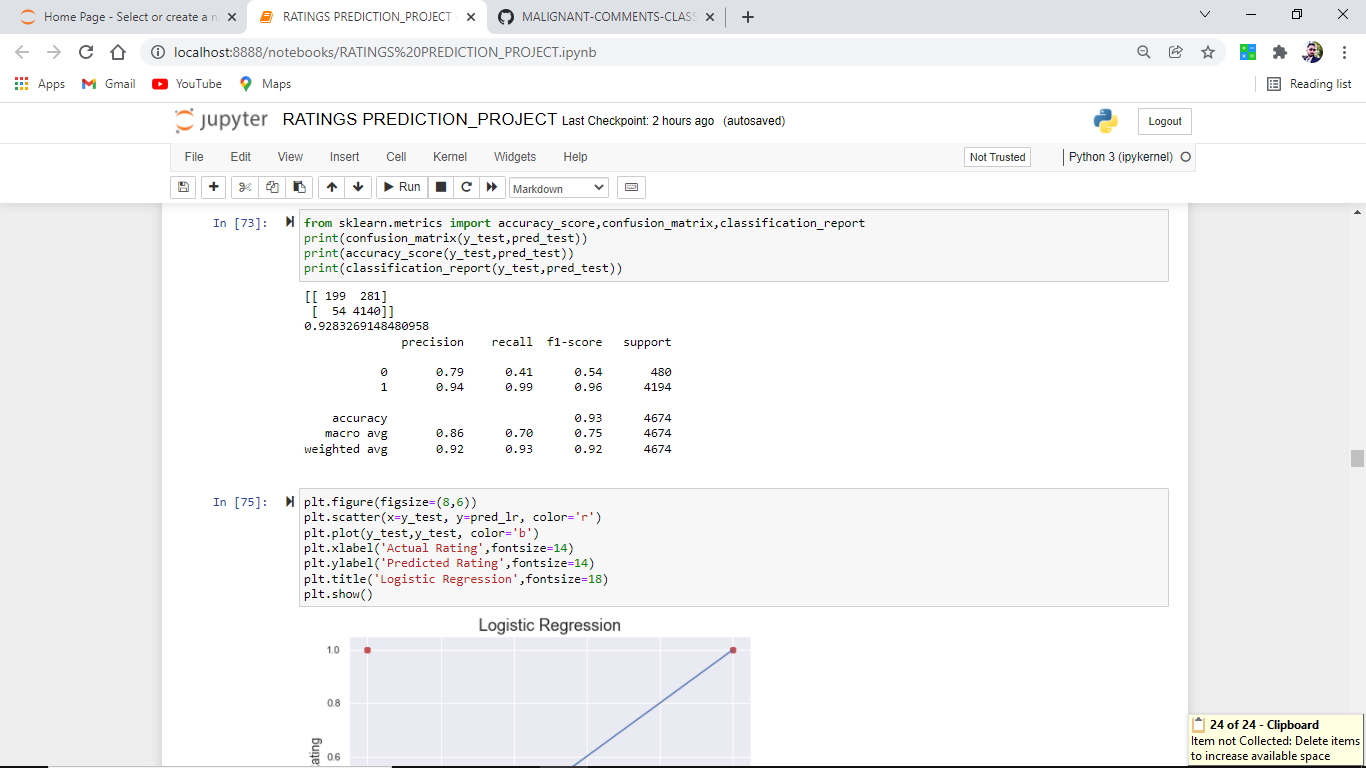 Home Page - Select or create a n
RATINGS PREDICTION_PROJECT -
MALIGNANT-COMMENTS-CLASS
localhost:8888/notebooks/RATINGS%20PREDICTION_PROJECT.ipynb
Apps Gmail YouTube Maps Reading list
jupyter RATINGS PREDICTION_PROJECT Last Checkpoint: 2 hours ago (autosaved) Logout
File Edit View Insert Cell Kernel Widgets Help Not Trusted Python 3 (ipykernel)
Run Markdown
In [73]: from sklearn.metrics import accuracy_score,confusion_matrix,classification_report
print(confusion_matrix(y_test,pred_test))
print(accuracy_score(y_test,pred_test))
print(classification_report(y_test,pred_test))
[[ 199 281]
[ 54 4140]]
0.9283269148480958
precision recall f1-score support
0 0.79 0.41 0.54 480
1 0.94 0.99 0.96 4194
accuracy 0.93 4674
macro avg 0.86 0.70 0.75 4674
weighted avg 0.92 0.93 0.92 4674
In [75]: plt.figure(figsize=(8,6))
plt.scatter(x=y_test, y=pred_lr, color='r')
plt.plot(y_test,y_test, color='b')
plt.xlabel('Actual Rating',fontsize=14)
plt.ylabel('Predicted Rating',fontsize=14)
plt.title('Logistic Regression',fontsize=18)
plt.show()
Logistic Regression
1.0
0.8
0.6
ating
24 of 24 - Clipboard
Item not Collected: Delete items
to increase available space